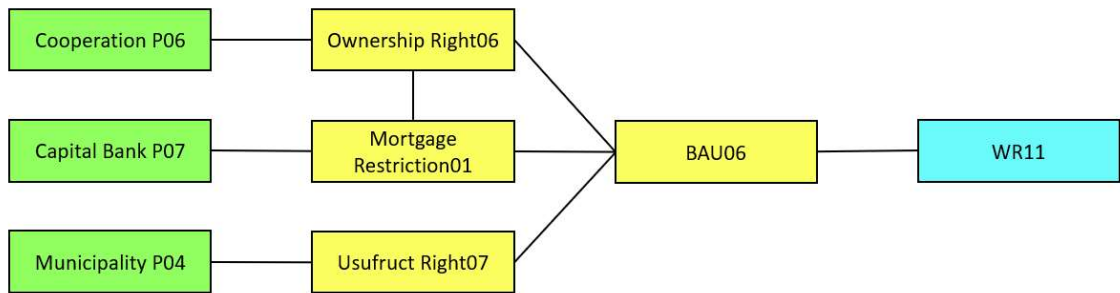 Cooperation P06
Ownership Right06
Capital Bank P07
Mortgage
Restriction01
BAU06
WR11
Municipality P04
Usufruct Right07